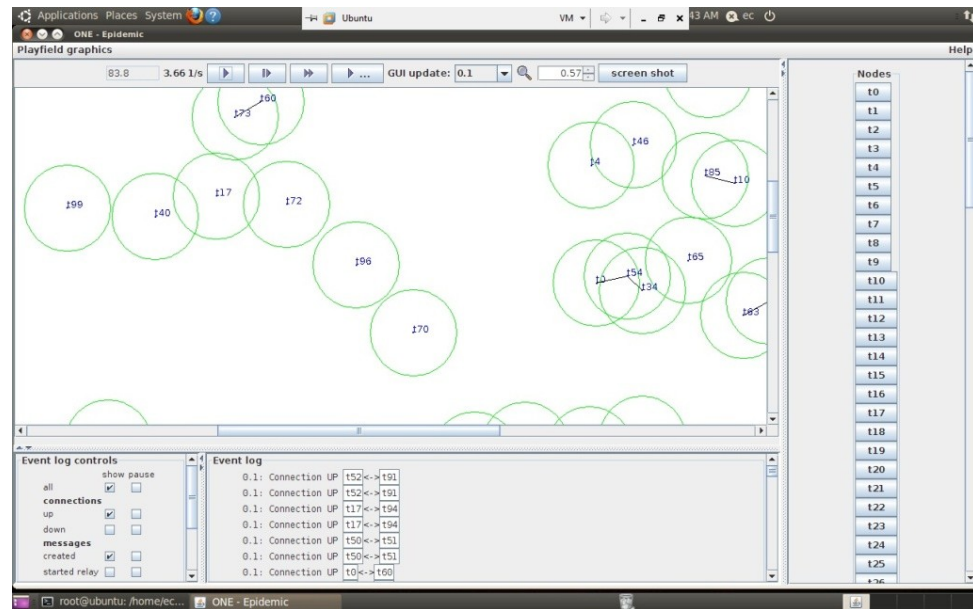 Applications Places System
Ubuntu
VM
43 AM
ec
ONE - Epidemic
Playfield graphics
Help
83.8
3.66 1/s
...
GUI update:
0.1
0.57
screen shot
t60
t73
t99
t40
t17
t72
t96
t70
t4
t46
t85
t10
t65
t0
t54
t34
t63
Nodes
t0
t1
t2
t3
t4
t5
t6
t7
t8
t9
t10
t11
t12
t13
t14
t15
t16
t17
t18
t19
t20
t21
t22
t23
t24
t25
t26
Event log controls
show pause
all
connections
up
down
messages
created
started relay
Event log
0.1: Connection UP t52<->t91
0.1: Connection UP t52<->t91
0.1: Connection UP t17<->t94
0.1: Connection UP t17<->t94
0.1: Connection UP t50<->t51
0.1: Connection UP t50<->t51
0.1: Connection UP t0<->t60
root@ubuntu: /home/ec...
ONE - Epidemic